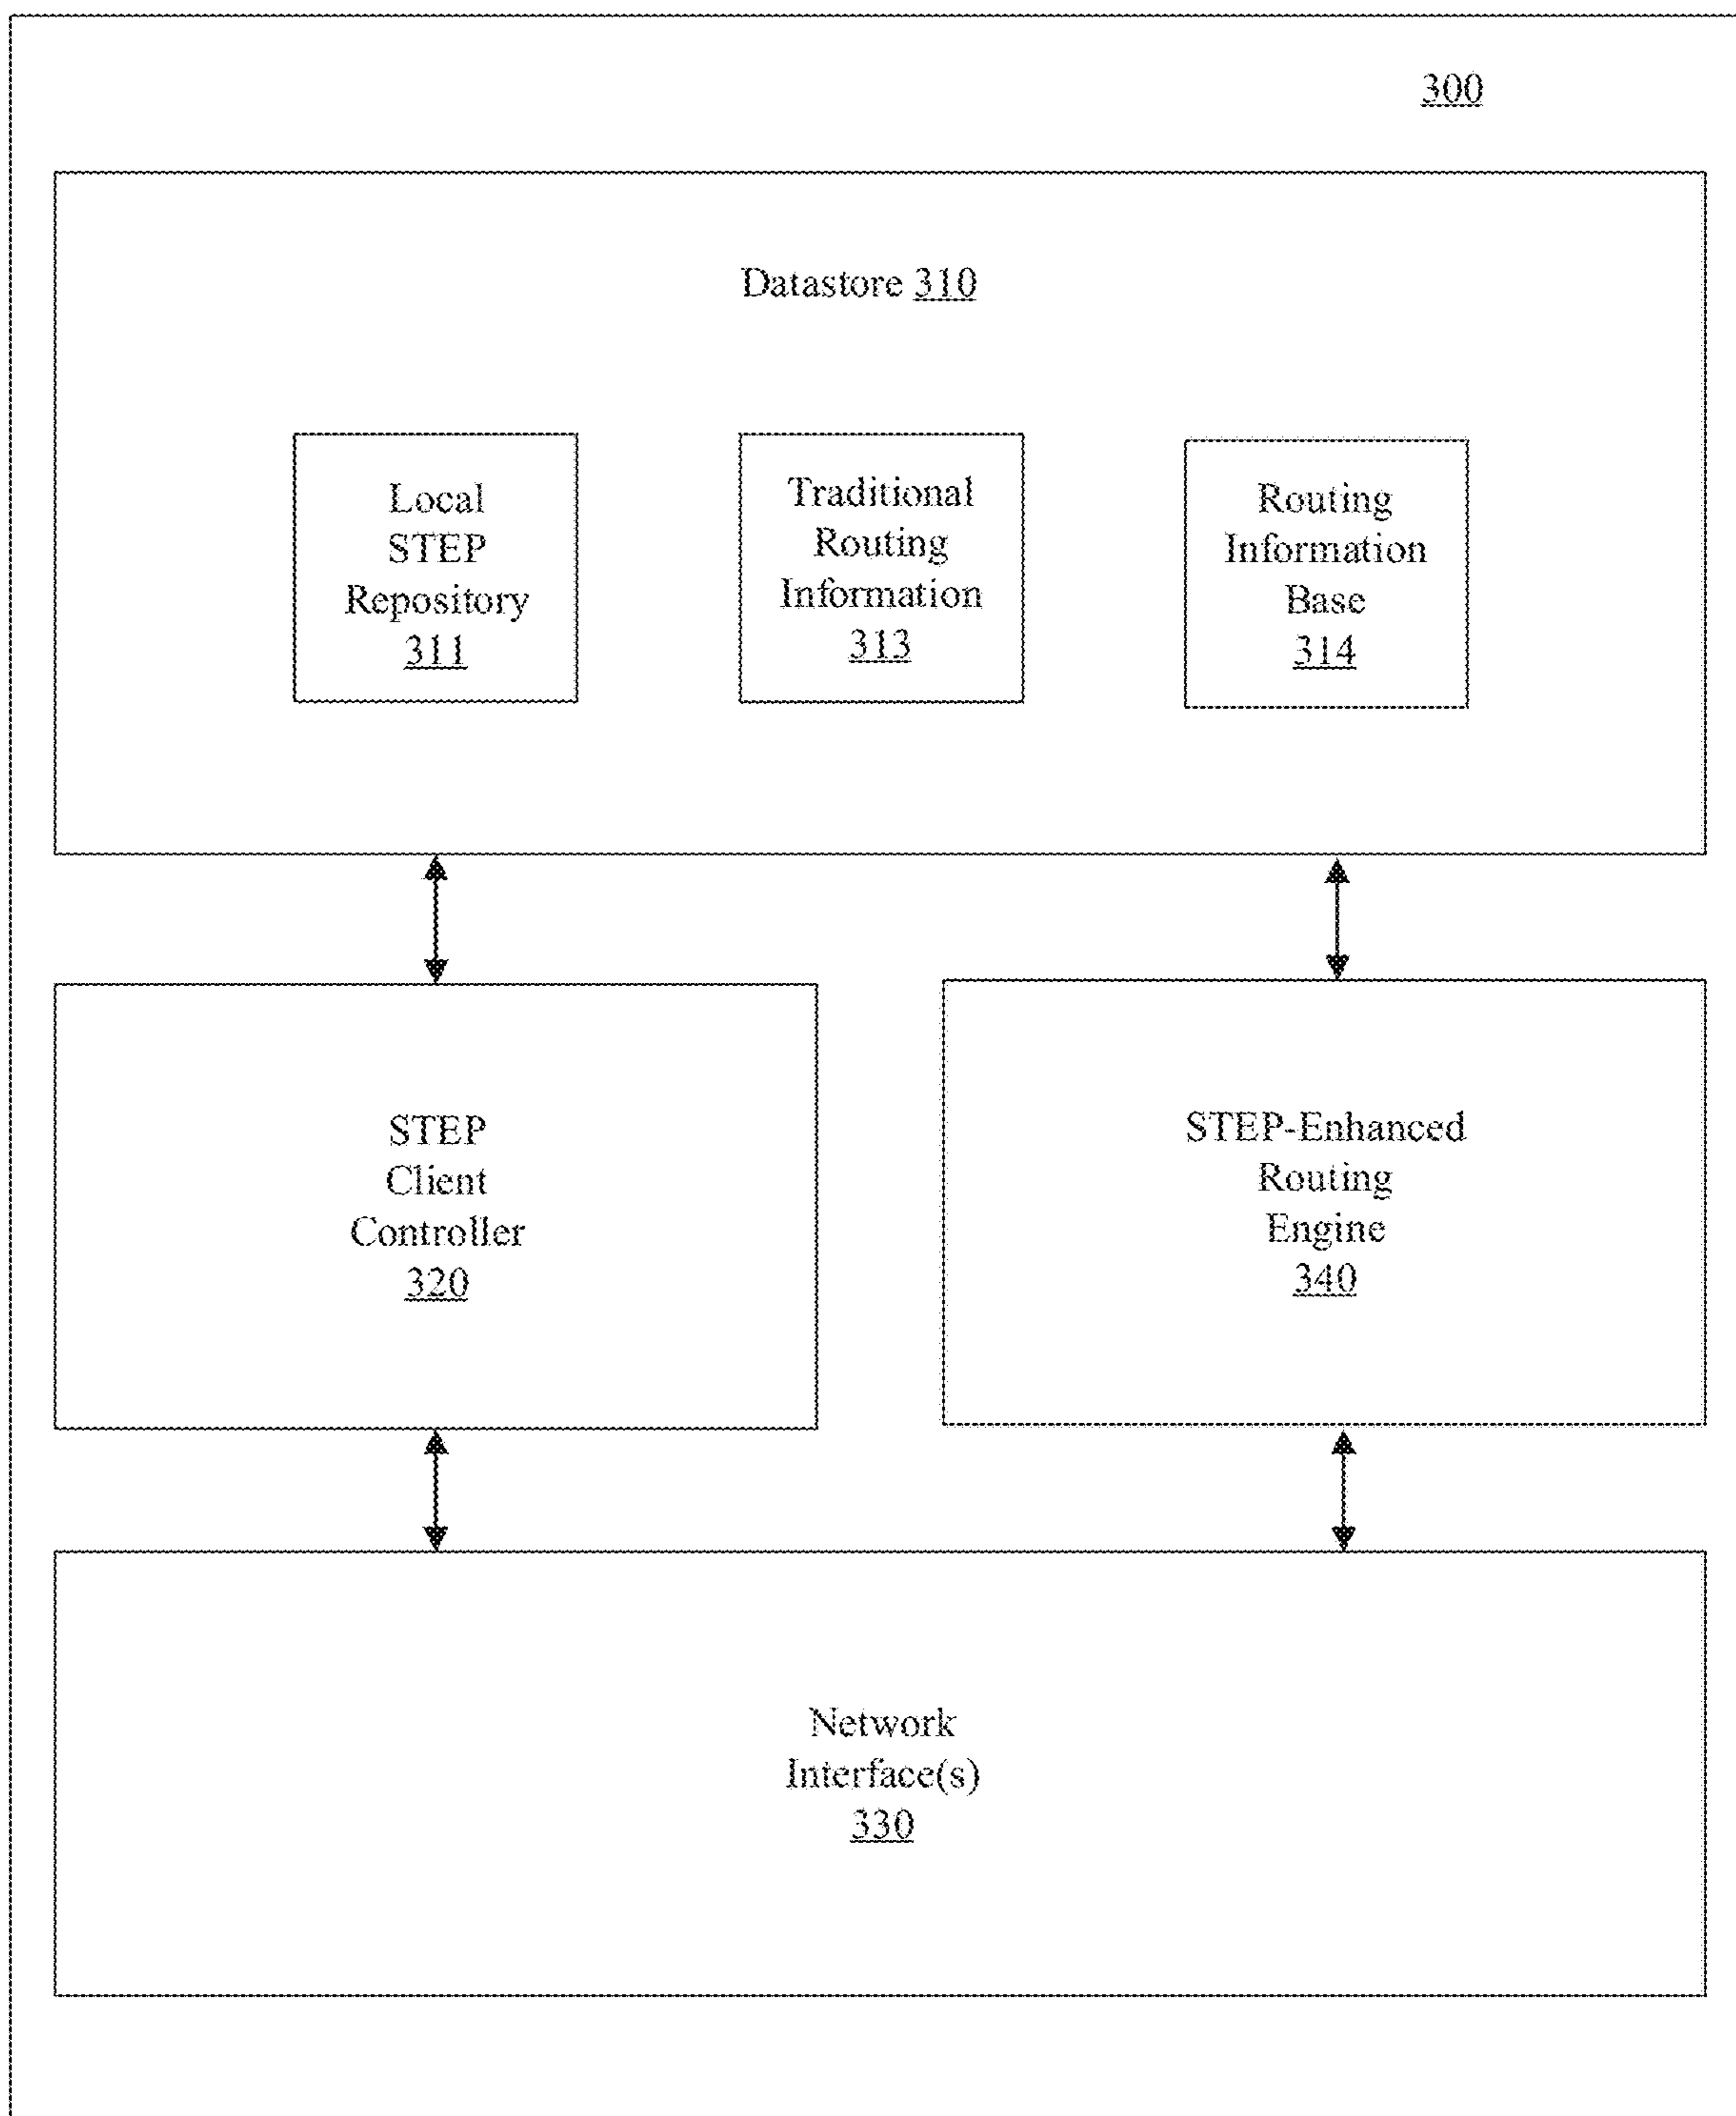 300
Datastore 310
Local
STEP
Repository
311
Traditional
Routing
Information
313
Routing
Information
Base
314
STEP
Client
Controller
320
STEP-Enhanced
Routing
Engine
340
Network
Interface(s)
330